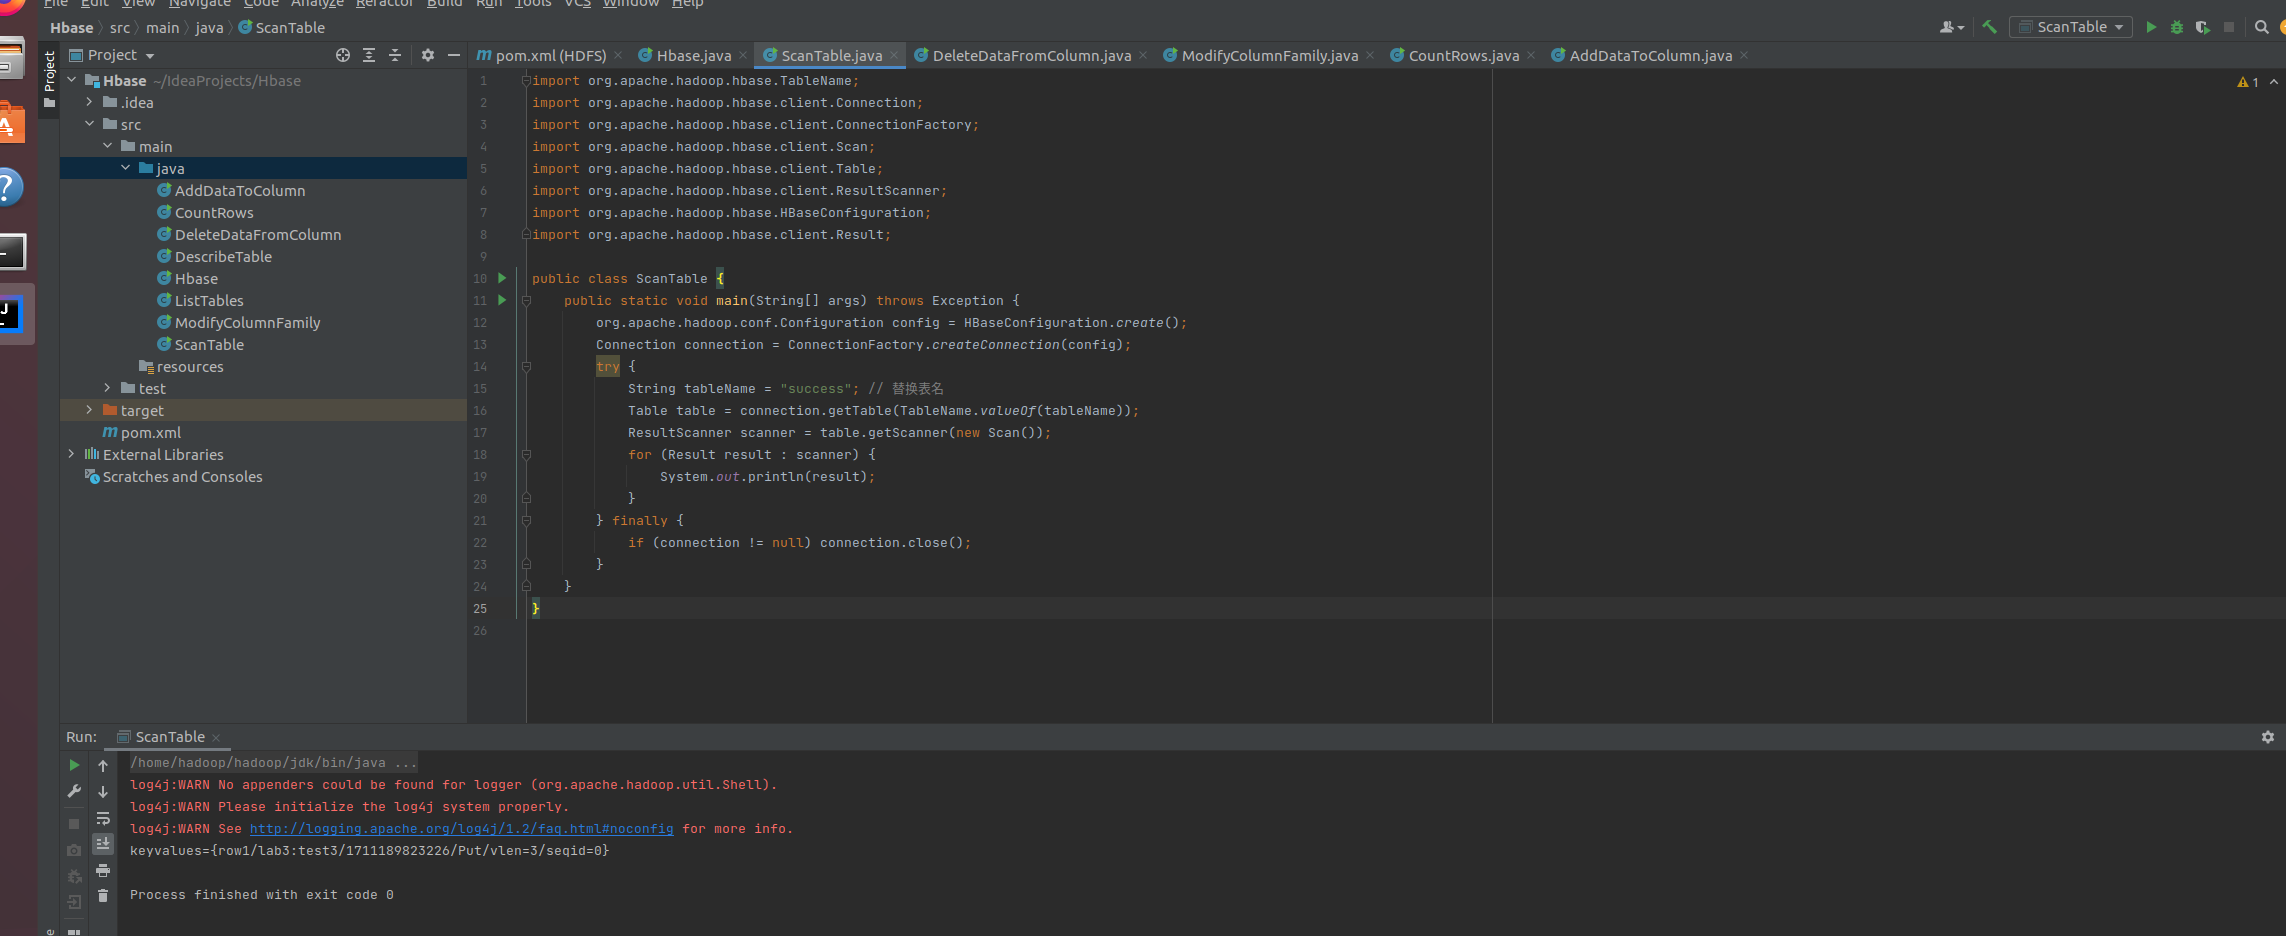 File Edit View Navigate Code Analyze Refactor Build Run Tools VCS Window Help
Hbase src main java ScanTable
ScanTable
Project
Project
pom.xml (HDFS) Hbase.java ScanTable.java DeleteDataFromColumn.java ModifyColumnFamily.java CountRows.java AddDataToColumn.java
Hbase ~/IdeaProjects/Hbase
.idea
src
main
java
AddDataToColumn
CountRows
DeleteDataFromColumn
DescribeTable
Hbase
ListTables
ModifyColumnFamily
ScanTable
resources
test
target
pom.xml
External Libraries
Scratches and Consoles
1 import org.apache.hadoop.hbase.TableName;
2 import org.apache.hadoop.hbase.client.Connection;
3 import org.apache.hadoop.hbase.client.ConnectionFactory;
4 import org.apache.hadoop.hbase.client.Scan;
5 import org.apache.hadoop.hbase.client.Table;
6 import org.apache.hadoop.hbase.client.ResultScanner;
7 import org.apache.hadoop.hbase.HBaseConfiguration;
8 import org.apache.hadoop.hbase.client.Result;
9
10 public class ScanTable {
11 public static void main(String[] args) throws Exception {
12 org.apache.hadoop.conf.Configuration config = HBaseConfiguration.create();
13 Connection connection = ConnectionFactory.createConnection(config);
14 try {
15 String tableName = "success"; // 替换表名
16 Table table = connection.getTable(TableName.valueOf(tableName));
17 ResultScanner scanner = table.getScanner(new Scan());
18 for (Result result : scanner) {
19 System.out.println(result);
20 }
21 } finally {
22 if (connection != null) connection.close();
23 }
24 }
25 }
26
1
Run: ScanTable
/home/hadoop/hadoop/jdk/bin/java ...
log4j:WARN No appenders could be found for logger (org.apache.hadoop.util.Shell).
log4j:WARN Please initialize the log4j system properly.
log4j:WARN See http://logging.apache.org/log4j/1.2/faq.html#noconfig for more info.
keyvalues={row1/lab3:test3/1711189823226/Put/vlen=3/seqid=0}
Process finished with exit code 0